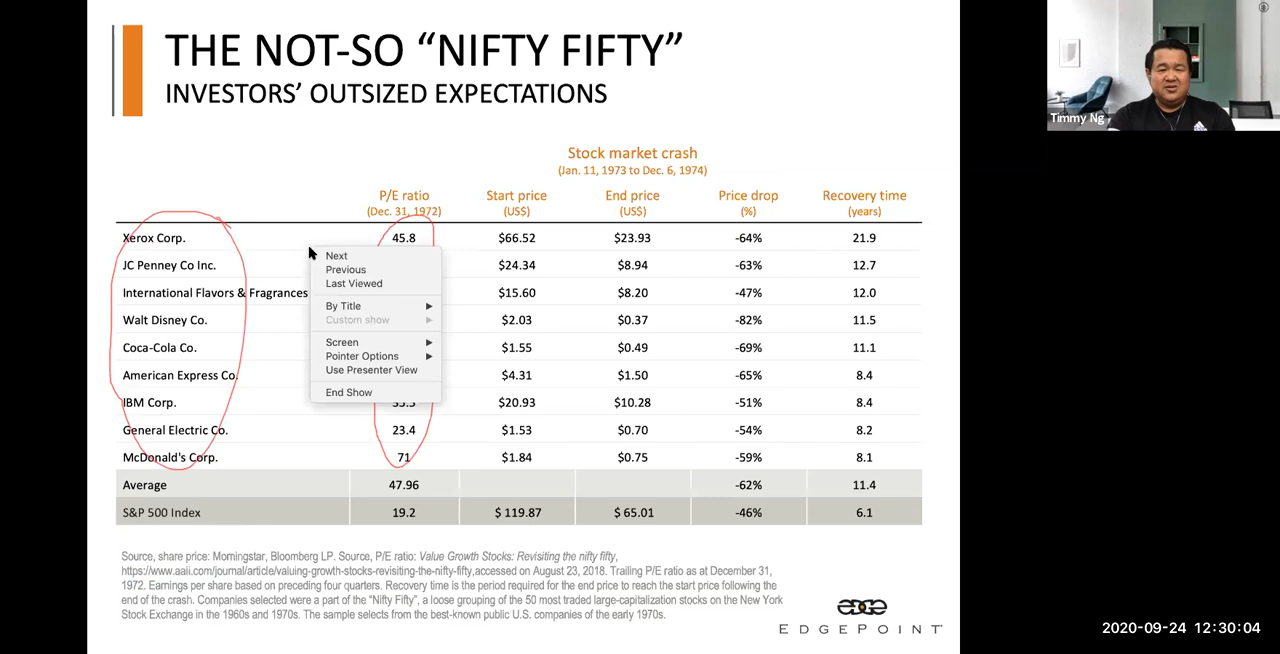 THE NOT-SO “NIFTY FIFTY”
INVESTORS’ OUTSIZED EXPECTATIONS
Timmy Ng
Stock market crash
(Jan. 11, 1973 to Dec. 6, 1974)
P/E ratio Start price End price Price drop Recovery time
(Dec. 31, 1972) (US$) (US$) (%) (years)
Xerox Corp. 45.8 $66.52 $23.93 -64% 21.9
JC Penney Co Inc. $24.34 $8.94 -63% 12.7
International Flavors & Fragrances $15.60 $8.20 -47% 12.0
Walt Disney Co. $2.03 $0.37 -82% 11.5
Coca-Cola Co. $1.55 $0.49 -69% 11.1
American Express Co. $4.31 $1.50 -65% 8.4
IBM Corp. $20.93 $10.28 -51% 8.4
General Electric Co. 23.4 $1.53 $0.70 -54% 8.2
McDonald's Corp. 71 $1.84 $0.75 -59% 8.1
Average 47.96 -62% 11.4
S&P 500 Index 19.2 $ 119.87 $ 65.01 -46% 6.1
Next
Previous
Last Viewed
By Title
Custom show
Screen
Pointer Options
Use Presenter View
End Show
Source, share price: Morningstar, Bloomberg LP. Source, P/E ratio: Value Growth Stocks: Revisiting the nifty fifty,
https://www.aaii.com/journal/article/valuing-growth-stocks-revisiting-the-nifty-fifty,accessed on August 23, 2018. Trailing P/E ratio as at December 31,
1972. Earnings per share based on preceding four quarters. Recovery time is the period required for the end price to reach the start price following the
end of the crash. Companies selected were a part of the “Nifty Fifty”, a loose grouping of the 50 most traded large-capitalization stocks on the New York
Stock Exchange in the 1960s and 1970s. The sample selects from the best-known public U.S. companies of the early 1970s.
edge
EDGEPOINT
2020-09-24 12:30:04